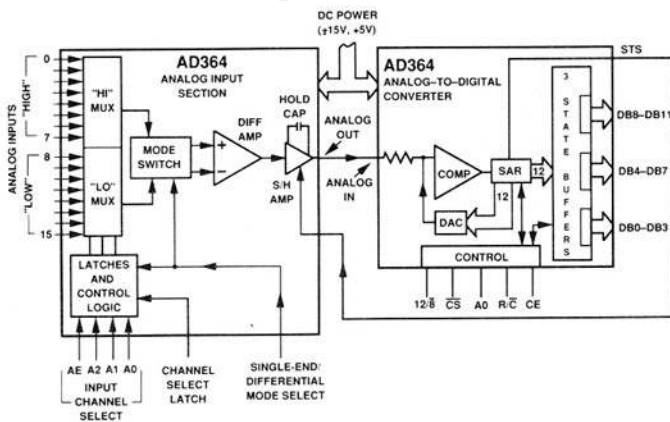 DC POWER
(±15V, +5V)
STS
AD364
ANALOG INPUT
SECTION
AD364
ANALOG-TO-DIGITAL
CONVERTER
ANALOG INPUTS
"HIGH"
"LOW"
0
7
8
15
"HI"
MUX
"LO"
MUX
MODE
SWITCH
DIFF
AMP
+
−
HOLD
CAP
S/H
AMP
ANALOG
OUT
ANALOG
IN
COMP
SAR
12
12
DAC
CONTROL
3 STATE BUFFERS
DB8–DB11
DB4–DB7
DB0–DB3
LATCHES
AND
CONTROL
LOGIC
12/8̅ C̅S̅ A0 R/C̅ CE
AE A2 A1 A0
INPUT
CHANNEL
SELECT
CHANNEL
SELECT
LATCH
SINGLE-END/
DIFFERENTIAL
MODE SELECT